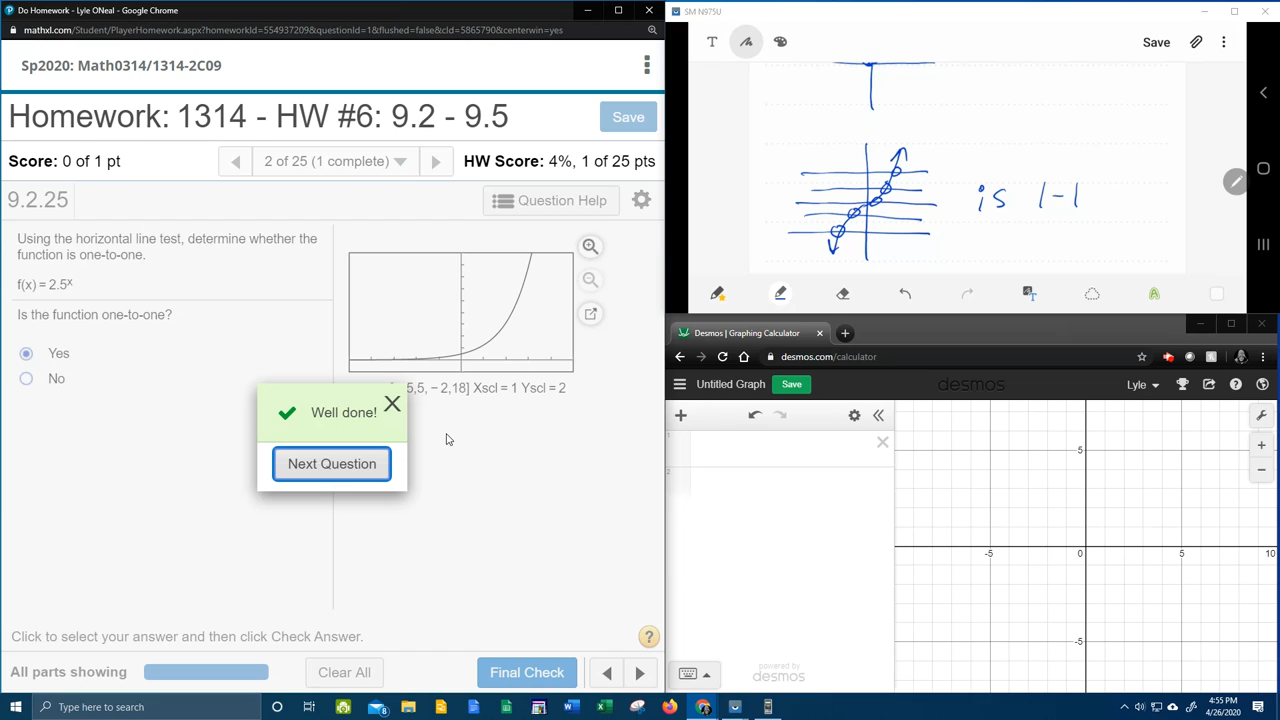 Do Homework - Lyle ONeal - Google Chrome
mathxl.com/Student/PlayerHomework.aspx?homeworkId=554937209&questionId=1&flushed=false&cId=5865790&centerwin=yes
Sp2020: Math0314/1314-2C09
Homework: 1314 - HW #6: 9.2 - 9.5
Save
Score: 0 of 1 pt
2 of 25 (1 complete)
HW Score: 4%, 1 of 25 pts
9.2.25
Question Help
Using the horizontal line test, determine whether the
function is one-to-one.
f(x) = 2.5ˣ
Is the function one-to-one?
Yes
No
5,5, − 2,18] Xscl = 1 Yscl = 2
Well done!
Next Question
Click to select your answer and then click Check Answer.
?
All parts showing
Clear All
Final Check
SM N975U
T
Save
is 1-1
Desmos | Graphing Calculator
desmos.com/calculator
Untitled Graph
Save
desmos
Lyle
1
2
powered by
desmos
5
-5
0
5
10
-5
Type here to search
4:55 PM
4/26/2020